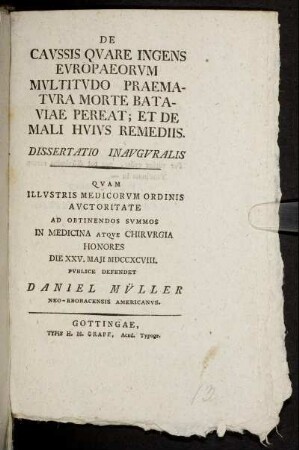 DE
CAVSSIS QVARE INGENS
EVROPAEORVM
MVLTITVDO PRAEMA-
TVRA MORTE BATA-
VIAE PEREAT; ET DE
MALI HVIVS REMEDIIS.
DISSERTATIO INAVGVRALIS
QVAM
ILLVSTRIS MEDICORVM ORDINIS
AVCTORITATE
AD OBTINENDOS SVMMOS
IN MEDICINA ATQVE CHIRVRGIA
HONORES
DIE XXV. MAJI MDCCXCVIII.
PVBLICE DEFENDET
DANIEL MÜLLER
NEO-EBORACENSIS AMERICANVS.
GOTTINGAE,
TYPIS H. M. GRAPE, Acad. Typogr.